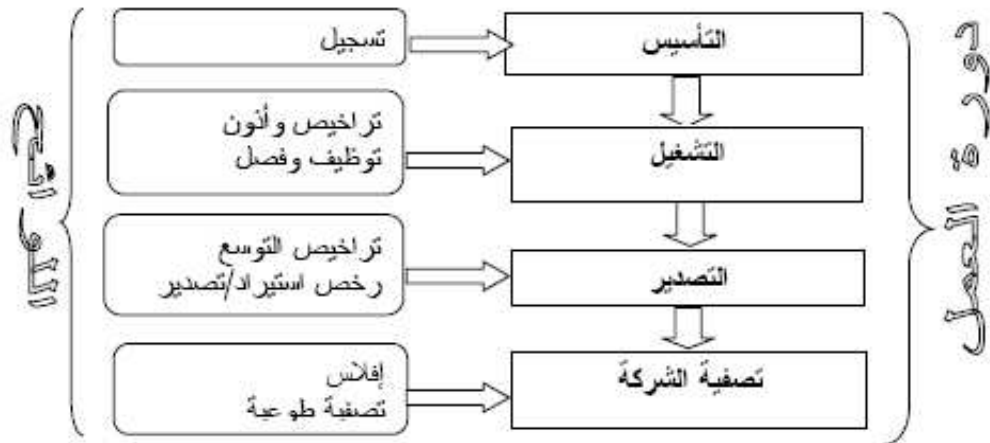 دورة العمل
التأسيس
تسجيل
التشغيل
تراخيص وأذون
توظيف وفصل
التصدير
تراخيص التوسع
رخص استيراد/تصدير
تصفية الشركة
إفلاس
تصفية طوعية
اللوائح